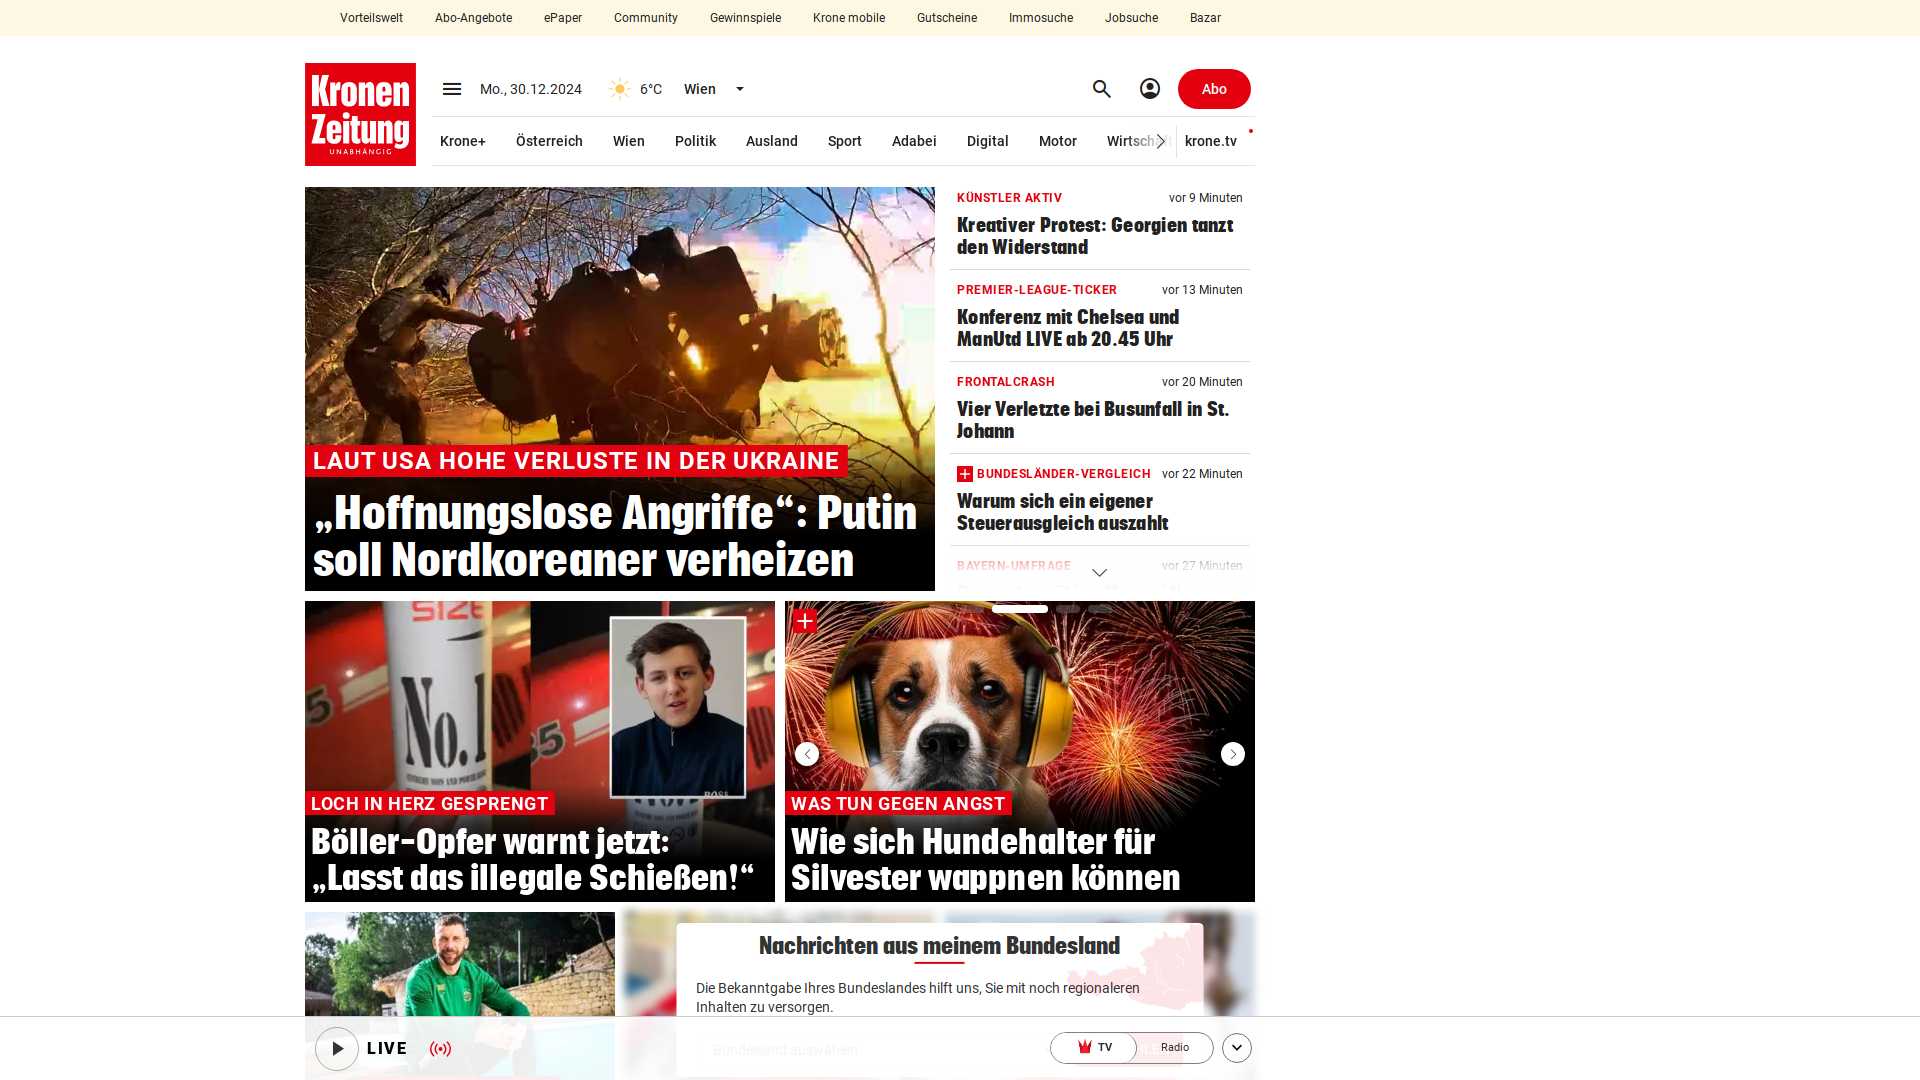 Vorteilswelt Abo-Angebote ePaper Community Gewinnspiele Krone mobile Gutscheine Immosuche Jobsuche Bazar
Kronen
Zeitung
UNABHÄNGIG
Mo., 30.12.2024 6°C Wien Abo
Krone+ Österreich Wien Politik Ausland Sport Adabei Digital Motor Wirtschaft krone.tv
LAUT USA HOHE VERLUSTE IN DER UKRAINE
„Hoffnungslose Angriffe“: Putin
soll Nordkoreaner verheizen
KÜNSTLER AKTIV vor 9 Minuten
Kreativer Protest: Georgien tanzt
den Widerstand
PREMIER-LEAGUE-TICKER vor 13 Minuten
Konferenz mit Chelsea und
ManUtd LIVE ab 20.45 Uhr
FRONTALCRASH vor 20 Minuten
Vier Verletzte bei Busunfall in St.
Johann
BUNDESLÄNDER-VERGLEICH vor 22 Minuten
Warum sich ein eigener
Steuerausgleich auszahlt
BAYERN-UMFRAGE vor 27 Minuten
SIZE
No.1
35
LOCH IN HERZ GESPRENGT
Böller-Opfer warnt jetzt:
„Lasst das illegale Schießen!“
WAS TUN GEGEN ANGST
Wie sich Hundehalter für
Silvester wappnen können
Nachrichten aus meinem Bundesland
Die Bekanntgabe Ihres Bundeslandes hilft uns, Sie mit noch regionaleren
Inhalten zu versorgen.
Bundesland auswählen
LIVE TV Radio